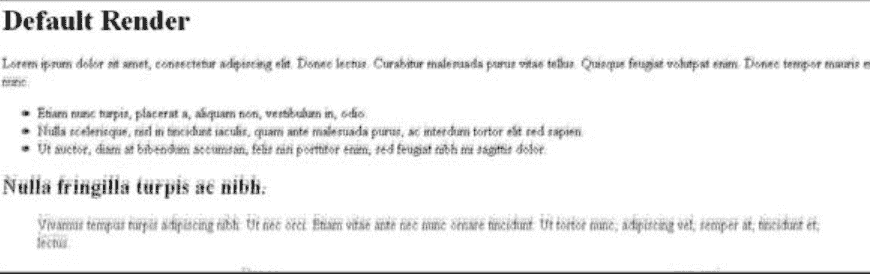 Default Render
Lorem ipsum dolor sit amet, consectetur adipiscing elit. Donec lectus. Curabitur malesuada purus vitae tellus. Quisque feugiat volutpat enim. Donec tempor mauris
nunc.
• Etiam nunc turpis, placerat a, aliquam non, vestibulum in, odio.
• Nulla scelerisque, nisl in tincidunt iaculis, quam ante malesuada purus, ac interdum tortor elit sed sapien.
• Ut auctor, diam at bibendum accumsan, felis nisi porttitor enim, sed feugiat nibh mi sagittis dolor.
Nulla fringilla turpis ac nibh.
Vivamus tempus turpis adipiscing nibh. Ut nec orci. Etiam vitae ante nec nunc ornare tincidunt. Ut tortor nunc, adipiscing vel, semper at, tincidunt et,
lectus.